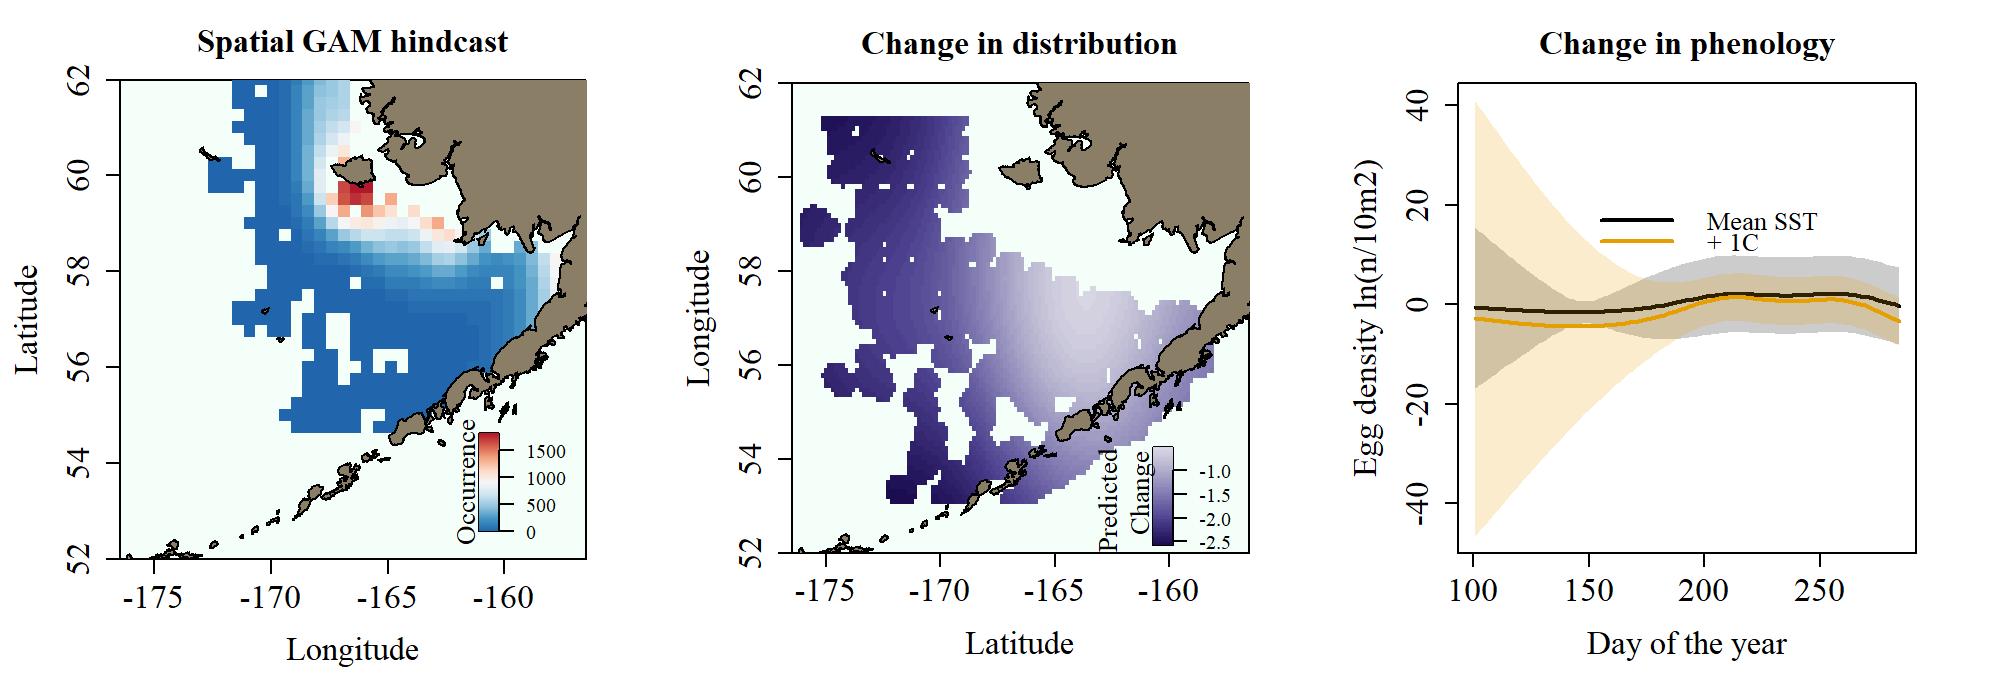 Spatial GAM hindcast
Latitude
62
60
58
56
54
52
-175
-170
-165
-160
Longitude
Occurrence
1500
1000
500
0
Change in distribution
Longitude
62
60
58
56
54
52
-175
-170
-165
-160
Latitude
Predicted
Change
-1.0
-1.5
-2.0
-2.5
Change in phenology
Egg density ln(n/10m2)
40
20
0
-20
-40
Mean SST
+ 1C
100
150
200
250
Day of the year